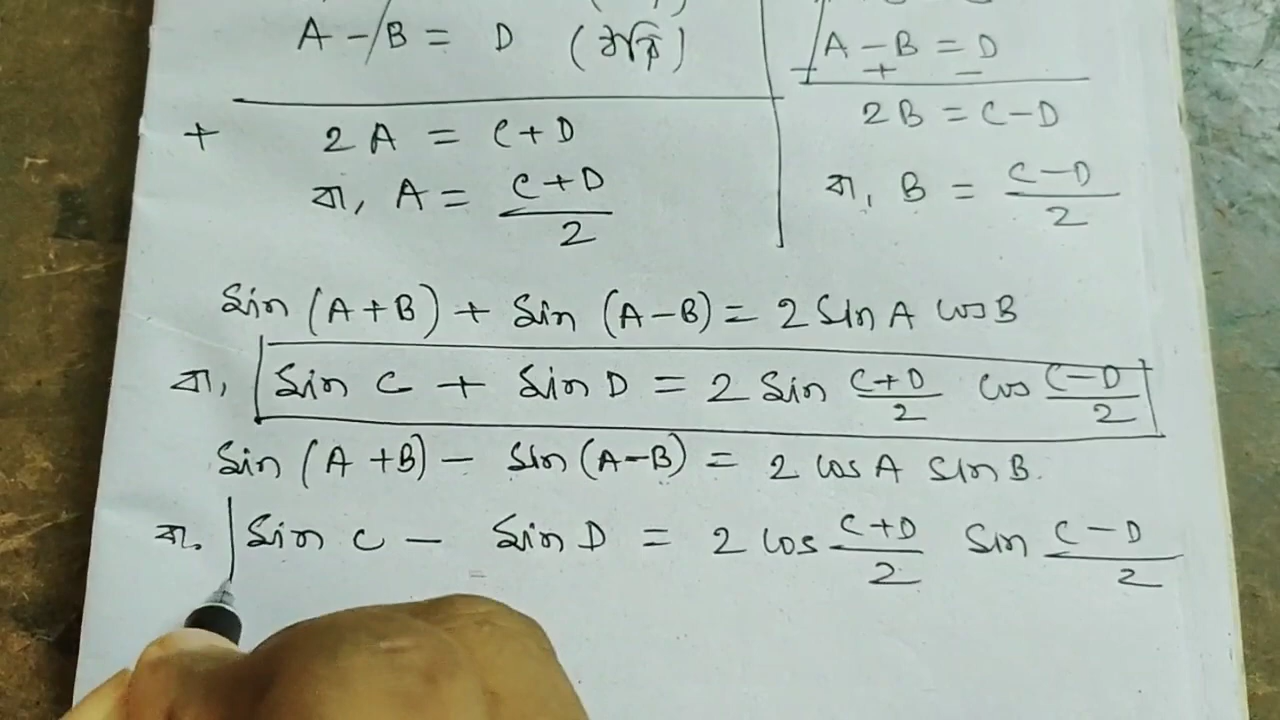 A - B = D (ধরি)
+ 2A = C + D
বা, A = (C + D)/2
A - B = D
- + -
2B = C - D
বা, B = (C - D)/2
Sin (A + B) + Sin (A - B) = 2 Sin A Cos B
বা, Sin C + Sin D = 2 Sin (C + D)/2 Cos (C - D)/2
Sin (A + B) - Sin (A - B) = 2 Cos A Sin B.
বা. Sin C - Sin D = 2 Cos (C + D)/2 Sin (C - D)/2